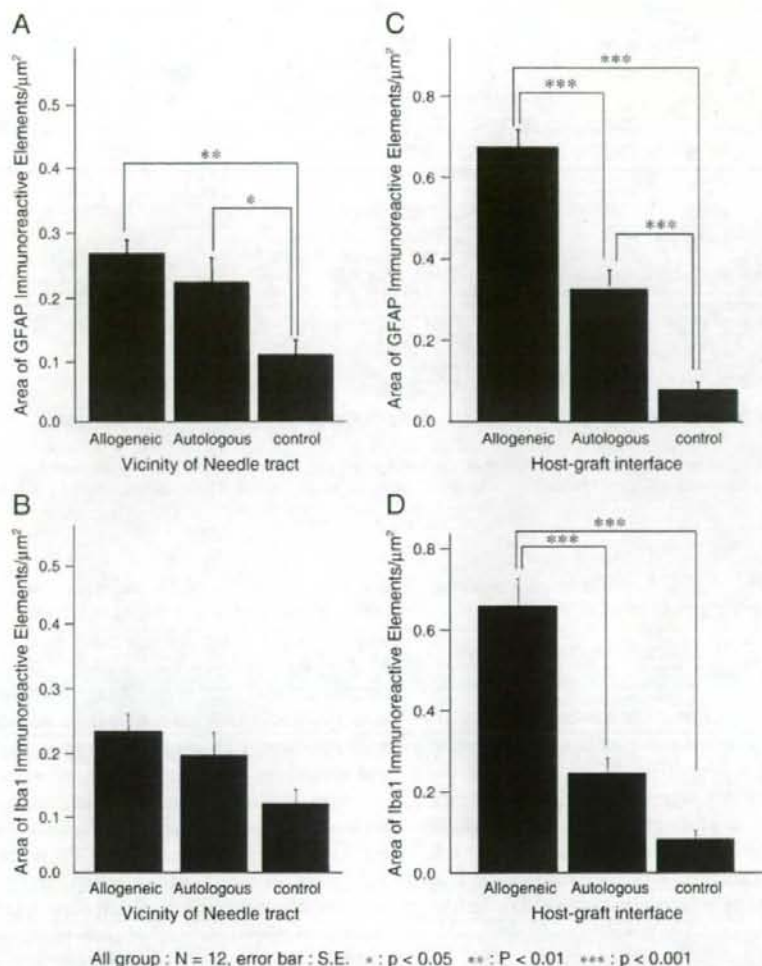 A
Area of GFAP Immunoreactive Elements/μm²
0.5
0.4
0.3
0.2
0.1
0.0
**
*
Allogeneic Autologous control
Vicinity of Needle tract
C
Area of GFAP Immunoreactive Elements/μm²
0.8
0.6
0.4
0.2
0.0
***
***
***
Allogeneic Autologous control
Host-graft interface
B
Area of Iba1 Immunoreactive Elements/μm²
0.5
0.4
0.3
0.2
0.1
0.0
Allogeneic Autologous control
Vicinity of Needle tract
D
Area of Iba1 Immunoreactive Elements/μm²
0.8
0.6
0.4
0.2
0.0
***
***
Allogeneic Autologous control
Host-graft interface
All group : N = 12, error bar : S.E. * : p < 0.05 ** : P < 0.01 *** : p < 0.001